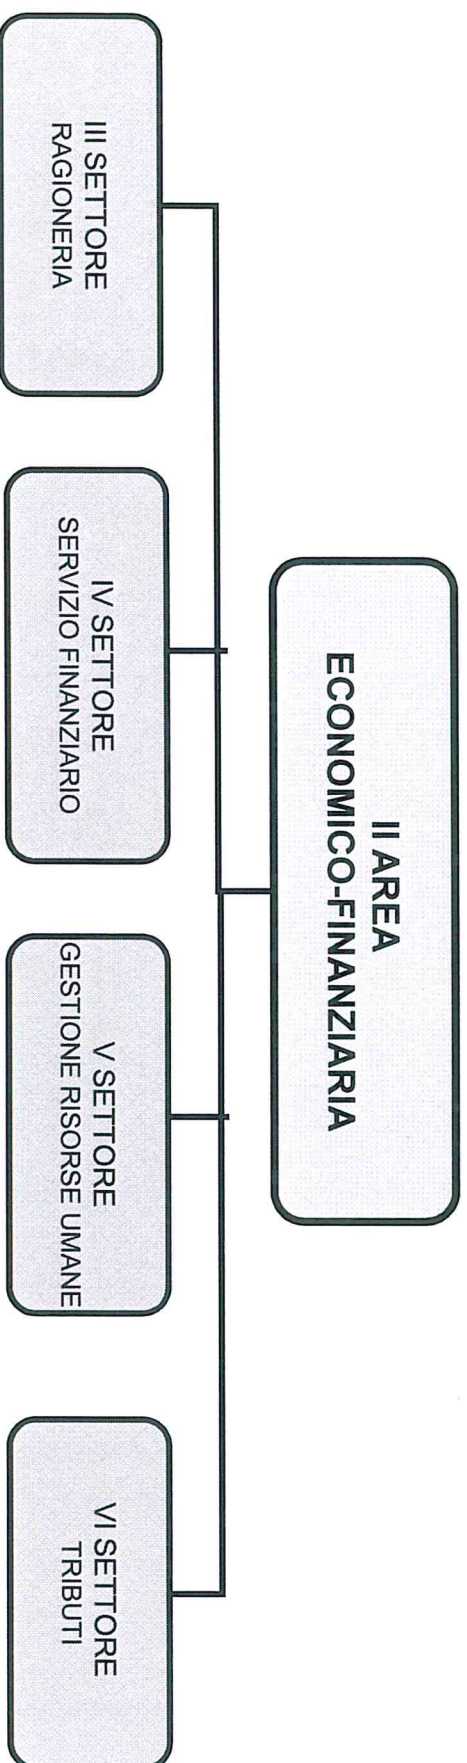 II AREA
ECONOMICO-FINANZIARIA
III SETTORE
RAGIONERIA
IV SETTORE
SERVIZIO FINANZIARIO
V SETTORE
GESTIONE RISORSE UMANE
VI SETTORE
TRIBUTI